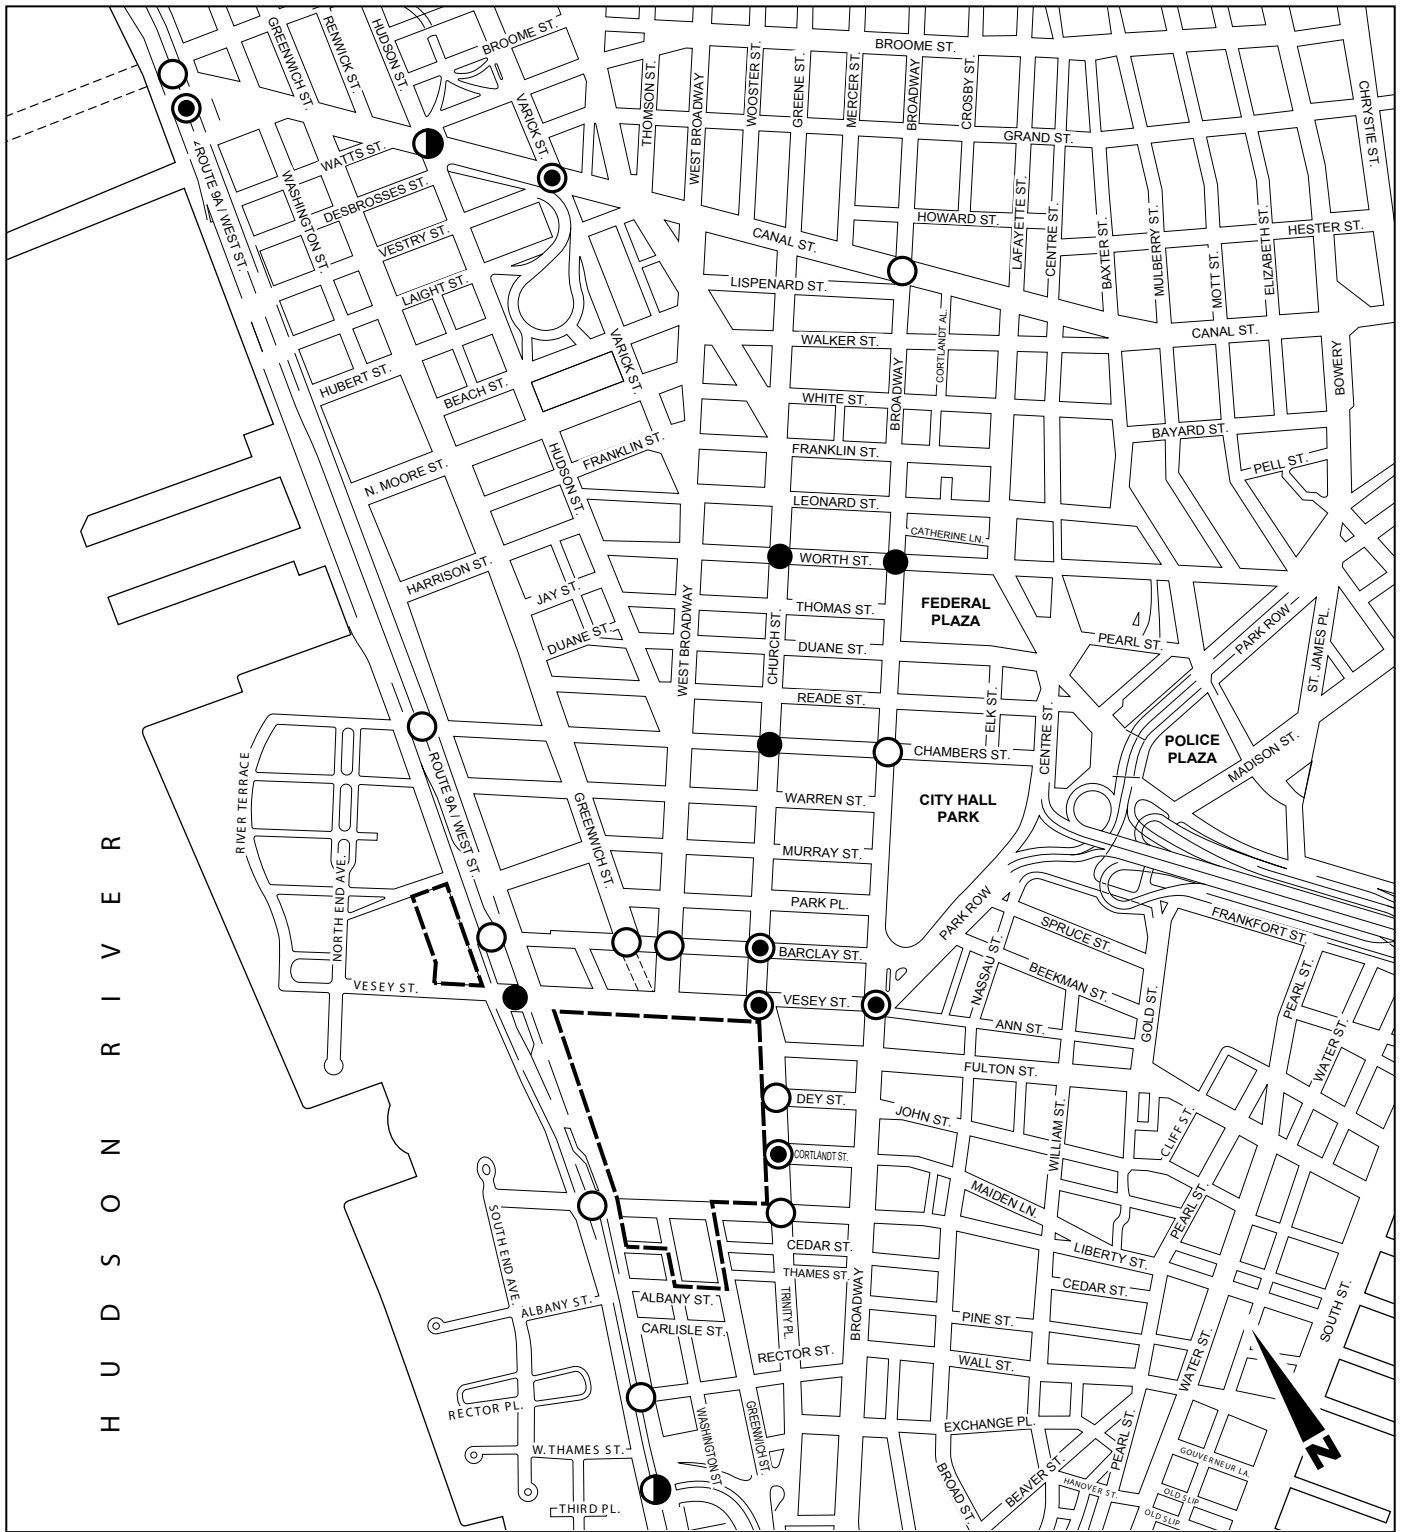 GREENWICH ST.
RENWICK ST.
HUDSON ST.
BROOME ST.
BROOME ST.
THOMSON ST.
WEST BROADWAY
WOOSTER ST.
GREENE ST.
MERCER ST.
BROADWAY
CROSBY ST.
CHRYSTIE ST.
VARICK ST.
GRAND ST.
ROUTE 9A / WEST ST.
WATTS ST.
WASHINGTON ST.
DESBROSSES ST.
VESTRY ST.
LAIGHT ST.
CANAL ST.
HOWARD ST.
LAFAYETTE ST.
CENTRE ST.
BAXTER ST.
MULBERRY ST.
MOTT ST.
ELIZABETH ST.
HESTER ST.
LISPENARD ST.
WALKER ST.
CORTLANDT AL.
CANAL ST.
BOWERY
HUBERT ST.
BEACH ST.
VARICK ST.
WHITE ST.
BROADWAY
BAYARD ST.
PELL ST.
N. MOORE ST.
HUDSON ST.
FRANKLIN ST.
FRANKLIN ST.
LEONARD ST.
CATHERINE LN.
WORTH ST.
HARRISON ST.
JAY ST.
DUANE ST.
WEST BROADWAY
CHURCH ST.
THOMAS ST.
FEDERAL
PLAZA
DUANE ST.
PEARL ST.
PARK ROW
ST. JAMES PL.
READE ST.
ELK ST.
CENTRE ST.
CHAMBERS ST.
POLICE
PLAZA
MADISON ST.
RIVER TERRACE
ROUTE 9A / WEST ST.
GREENWICH ST.
WARREN ST.
CITY HALL
PARK
MURRAY ST.
NORTH END AVE.
PARK PL.
PARK ROW
SPRUCE ST.
FRANKFORT ST.
BARCLAY ST.
NASSAU ST.
BEEKMAN ST.
GOLD ST.
PEARL ST.
WATER ST.
VESEY ST.
VESEY ST.
ANN ST.
FULTON ST.
HUDSON RIVER
DEY ST.
JOHN ST.
WILLIAM ST.
CLIFF ST.
CORTLANDT ST.
MAIDEN LN.
PEARL ST.
SOUTH END AVE.
CEDAR ST.
LIBERTY ST.
THAMES ST.
CEDAR ST.
ALBANY ST.
ALBANY ST.
TRINITY PL.
BROADWAY
CARLISLE ST.
PINE ST.
SOUTH ST.
RECTOR ST.
WALL ST.
WATER ST.
RECTOR PL.
WASHINGTON ST
GREENWICH ST.
EXCHANGE PL.
PEARL ST.
N
W. THAMES ST.
GOUVERNEUR LA.
BROAD ST.
BEAVER ST.
HANOVER ST.
OLD SLIP
OLD SLIP
THIRD PL.